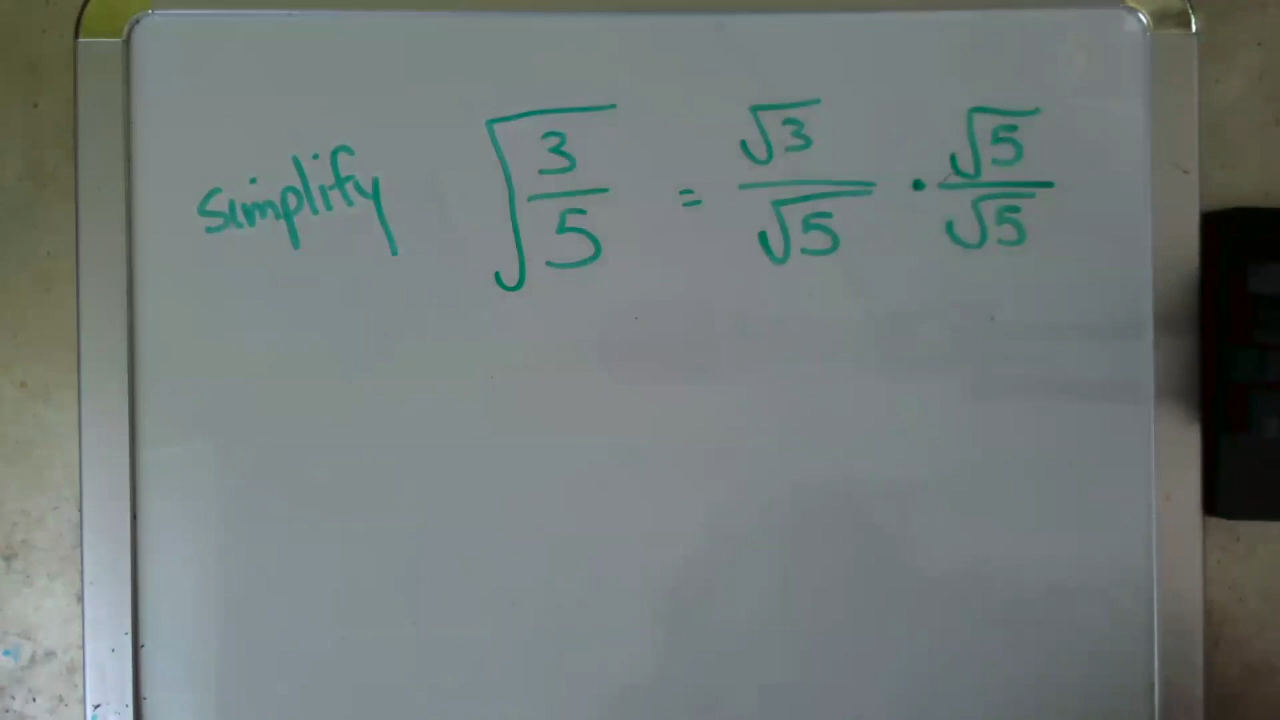 simplify √(3/5) = √3/√5 · √5/√5